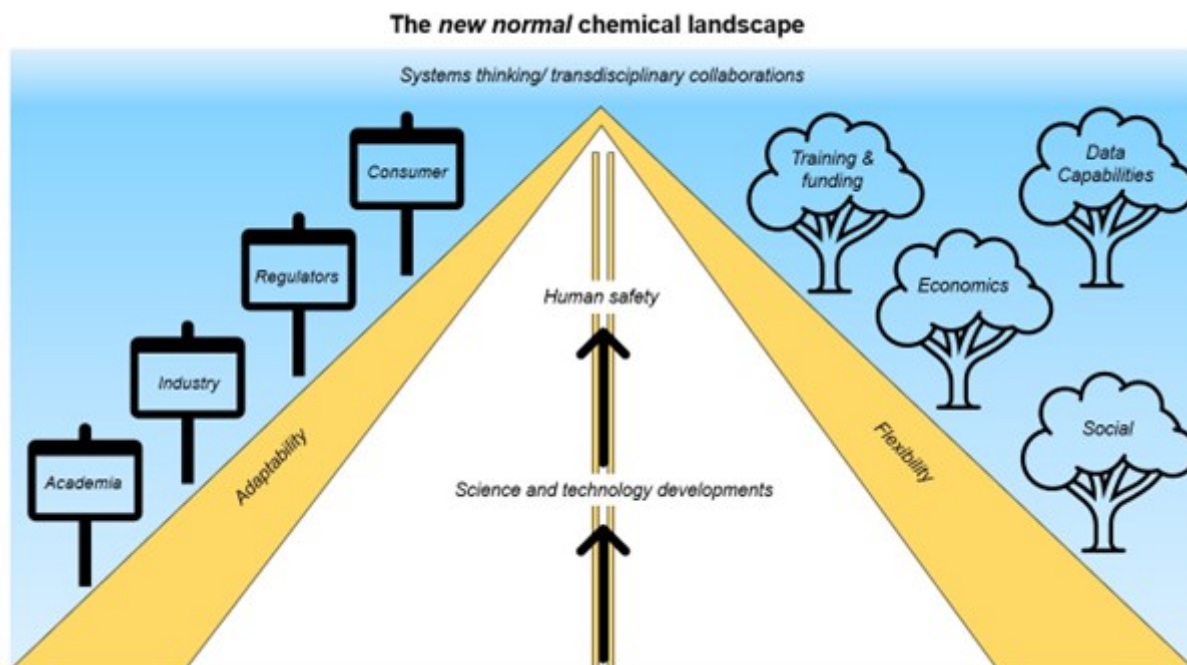 The new normal chemical landscape
Systems thinking/ transdisciplinary collaborations
Consumer
Regulators
Industry
Academia
Adaptability
Human safety
Science and technology developments
Flexibility
Training &
funding
Data
Capabilities
Economics
Social